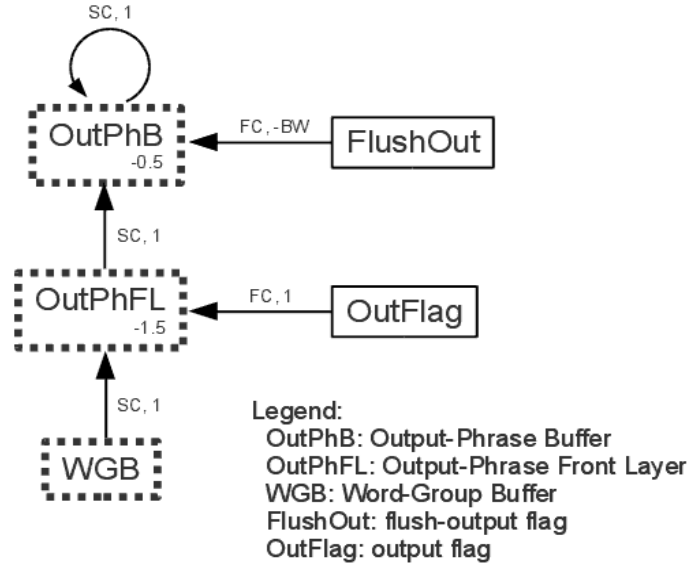 SC, 1
OutPhB
-0.5
FC, -BW
FlushOut
SC, 1
OutPhFL
-1.5
FC, 1
OutFlag
SC, 1
WGB
Legend:
OutPhB: Output-Phrase Buffer
OutPhFL: Output-Phrase Front Layer
WGB: Word-Group Buffer
FlushOut: flush-output flag
OutFlag: output flag